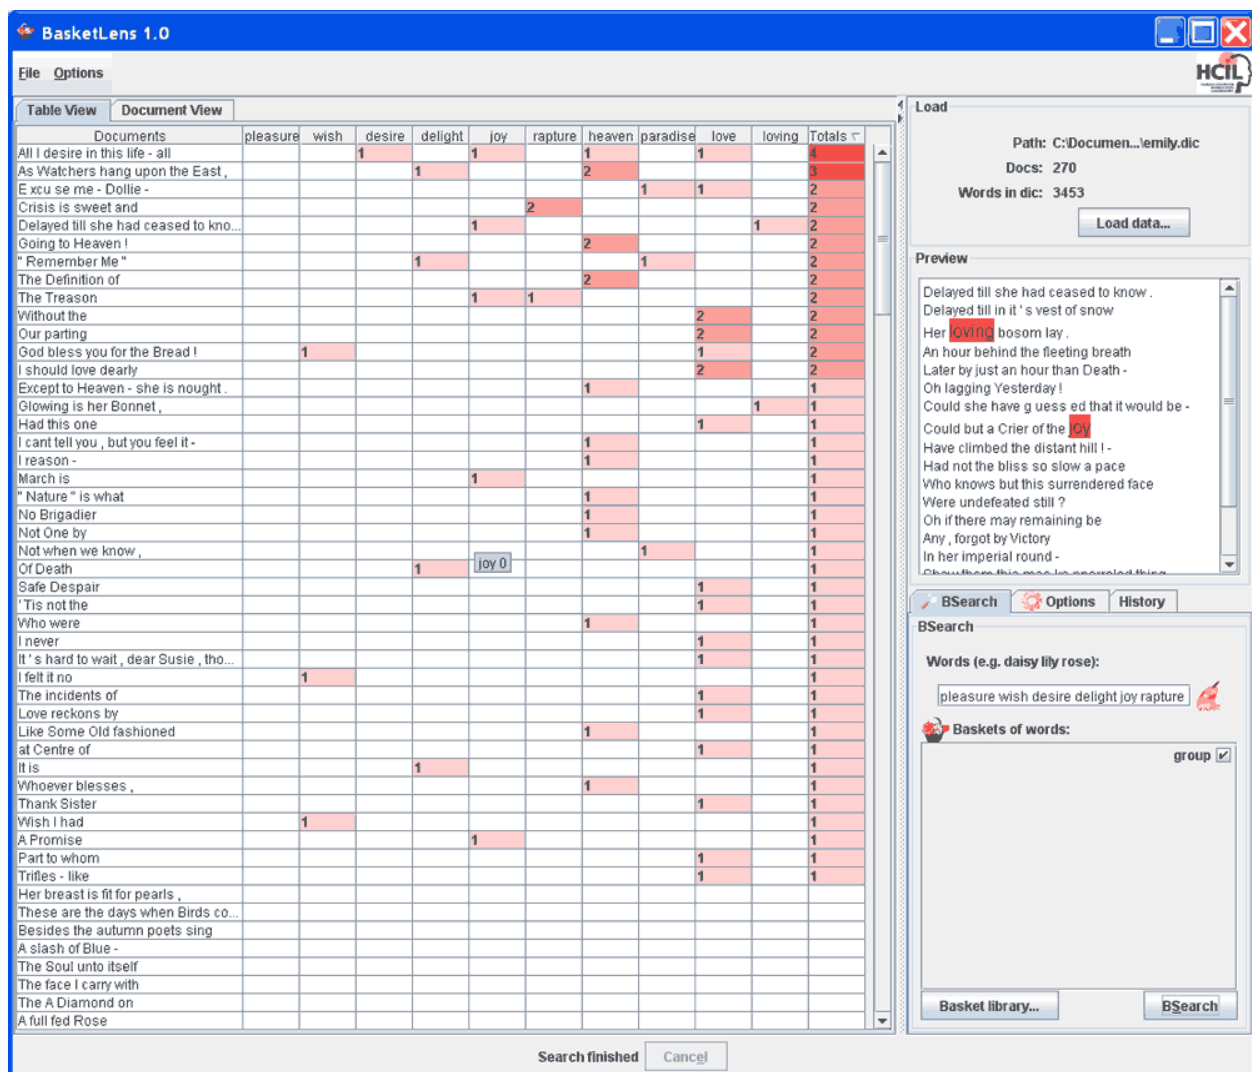 BasketLens 1.0
File Options
HCIL
Table View Document View
Documents pleasure wish desire delight joy rapture heaven paradise love loving Totals
All I desire in this life - all 1 1 1 1 4
As Watchers hang upon the East , 1 2 3
E xcu se me - Dollie - 1 1 2
Crisis is sweet and 2 2
Delayed till she had ceased to kno... 1 1 2
Going to Heaven ! 2 2
" Remember Me " 1 1 2
The Definition of 2 2
The Treason 1 1 2
Without the 2 2
Our parting 2 2
God bless you for the Bread ! 1 1 2
I should love dearly 2 2
Except to Heaven - she is nought . 1 1
Glowing is her Bonnet , 1 1
Had this one 1 1
I cant tell you , but you feel it - 1 1
I reason - 1 1
March is 1 1
" Nature " is what 1 1
No Brigadier 1 1
Not One by 1 1
Not when we know , 1 1
Of Death 1 1
joy 0
Safe Despair 1 1
' Tis not the 1 1
Who were 1 1
I never 1 1
It ' s hard to wait , dear Susie , tho... 1 1
I felt it no 1 1
The incidents of 1 1
Love reckons by 1 1
Like Some Old fashioned 1 1
at Centre of 1 1
It is 1 1
Whoever blesses , 1 1
Thank Sister 1 1
Wish I had 1 1
A Promise 1 1
Part to whom 1 1
Trifles - like 1 1
Her breast is fit for pearls ,
These are the days when Birds co...
Besides the autumn poets sing
A slash of Blue -
The Soul unto itself
The face I carry with
The A Diamond on
A full fed Rose
Load
Path: C:\Documen...\emily.dic
Docs: 270
Words in dic: 3453
Load data...
Preview
Delayed till she had ceased to know .
Delayed till in it ' s vest of snow
Her loving bosom lay .
An hour behind the fleeting breath
Later by just an hour than Death -
Oh lagging Yesterday !
Could she have g uess ed that it would be -
Could but a Crier of the joy
Have climbed the distant hill ! -
Had not the bliss so slow a pace
Who knows but this surrendered face
Were undefeated still ?
Oh if there may remaining be
Any , forgot by Victory
In her imperial round -
BSearch Options History
BSearch
Words (e.g. daisy lily rose):
pleasure wish desire delight joy rapture
Baskets of words:
group
Basket library... BSearch
Search finished Cancel